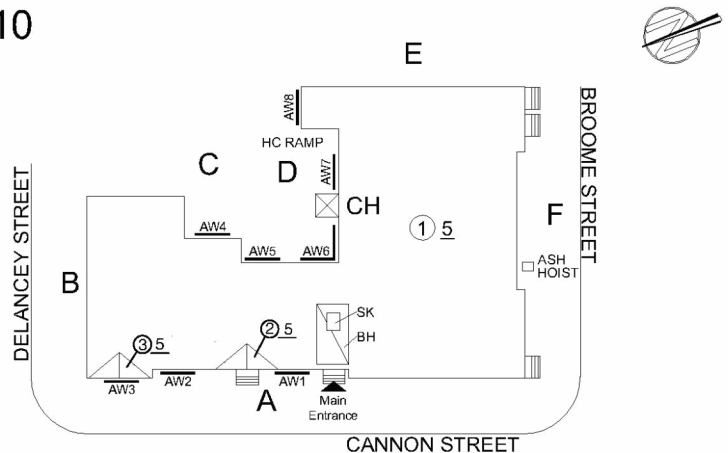 10
E
AW8
HC RAMP
C
D
AW7
CH
AW4
AW5
AW6
1 5
F
ASH
HOIST
BROOME STREET
DELANCEY STREET
B
SK
BH
3 5
2 5
AW3
AW2
AW1
A
Main
Entrance
CANNON STREET